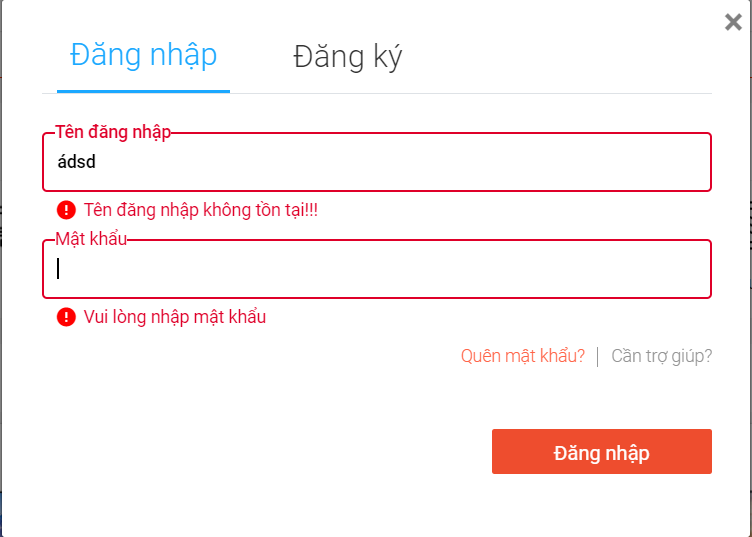 Đăng nhập Đăng ký
Tên đăng nhập
ádsd
Tên đăng nhập không tồn tại!!!
Mật khẩu
Vui lòng nhập mật khẩu
Quên mật khẩu? Cần trợ giúp?
Đăng nhập